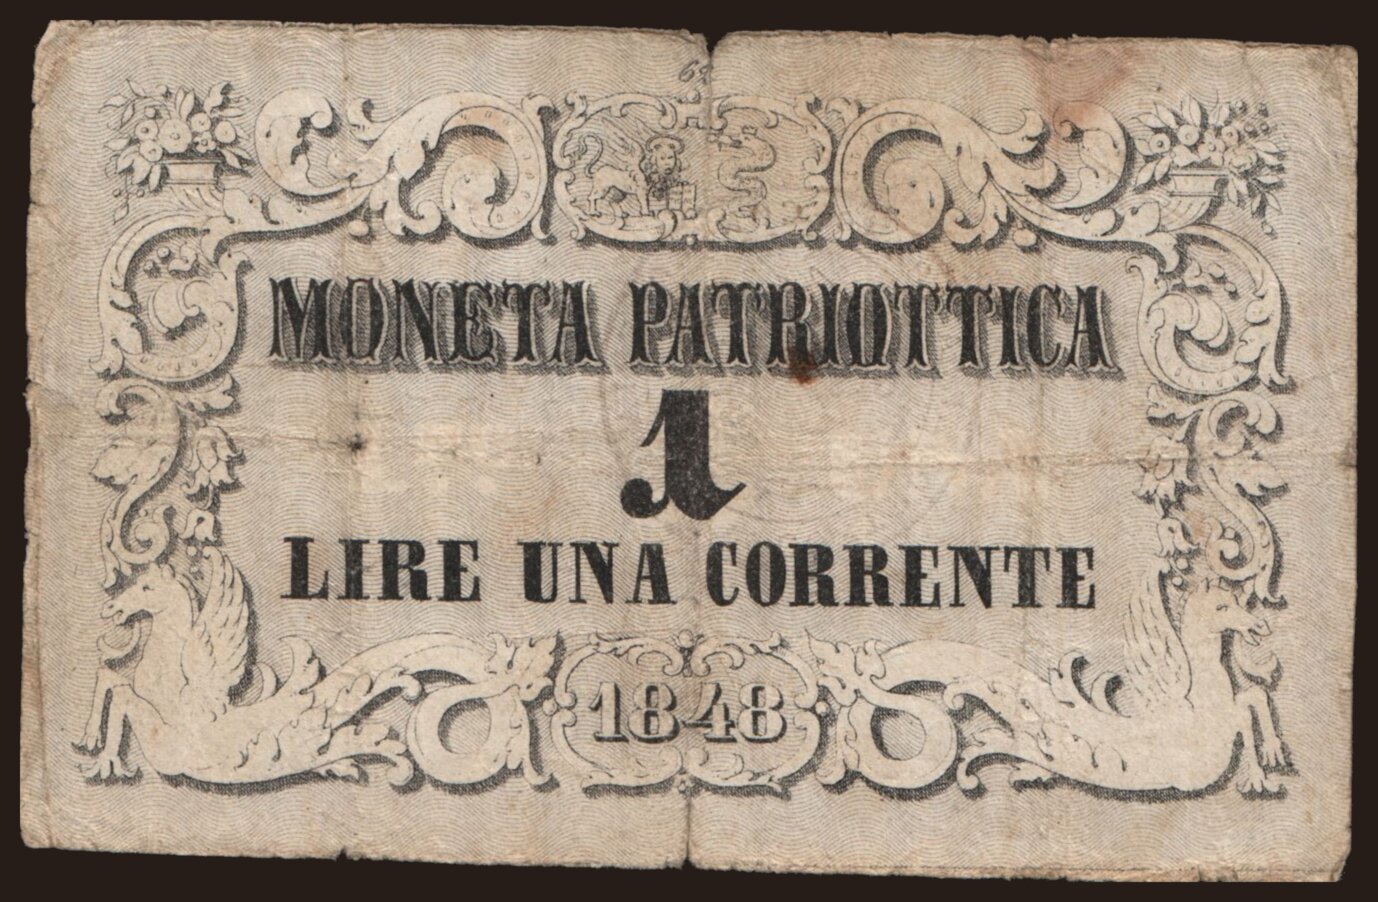 MONETA PATRIOTTICA
1
LIRE UNA CORRENTE
1848